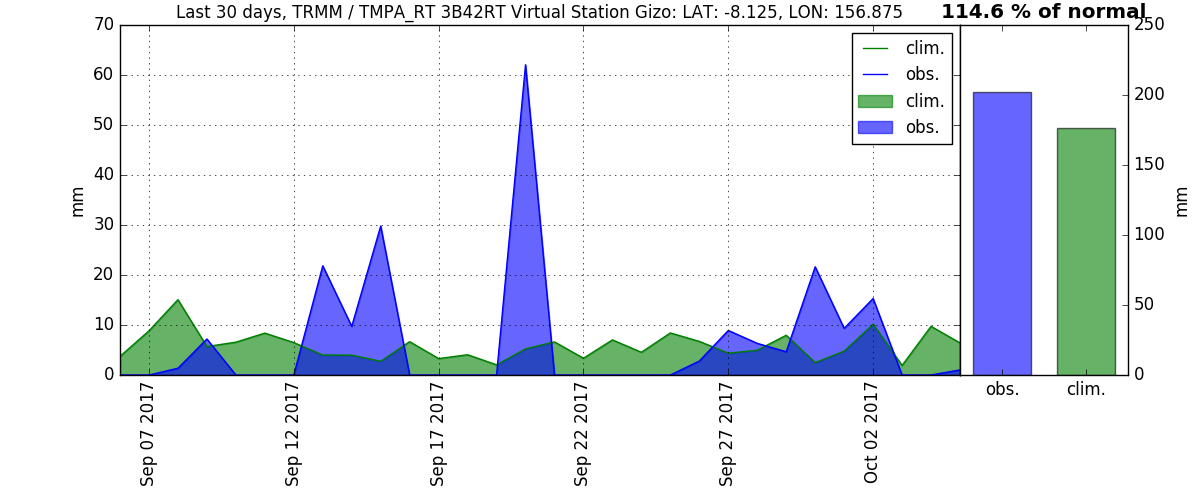 Last 30 days, TRMM / TMPA_RT 3B42RT Virtual Station Gizo: LAT: -8.125, LON: 156.875
114.6 % of normal
70
60
50
40
30
20
10
0
mm
clim.
obs.
clim.
obs.
250
200
150
100
50
0
mm
Sep 07 2017
Sep 12 2017
Sep 17 2017
Sep 22 2017
Sep 27 2017
Oct 02 2017
obs.
clim.